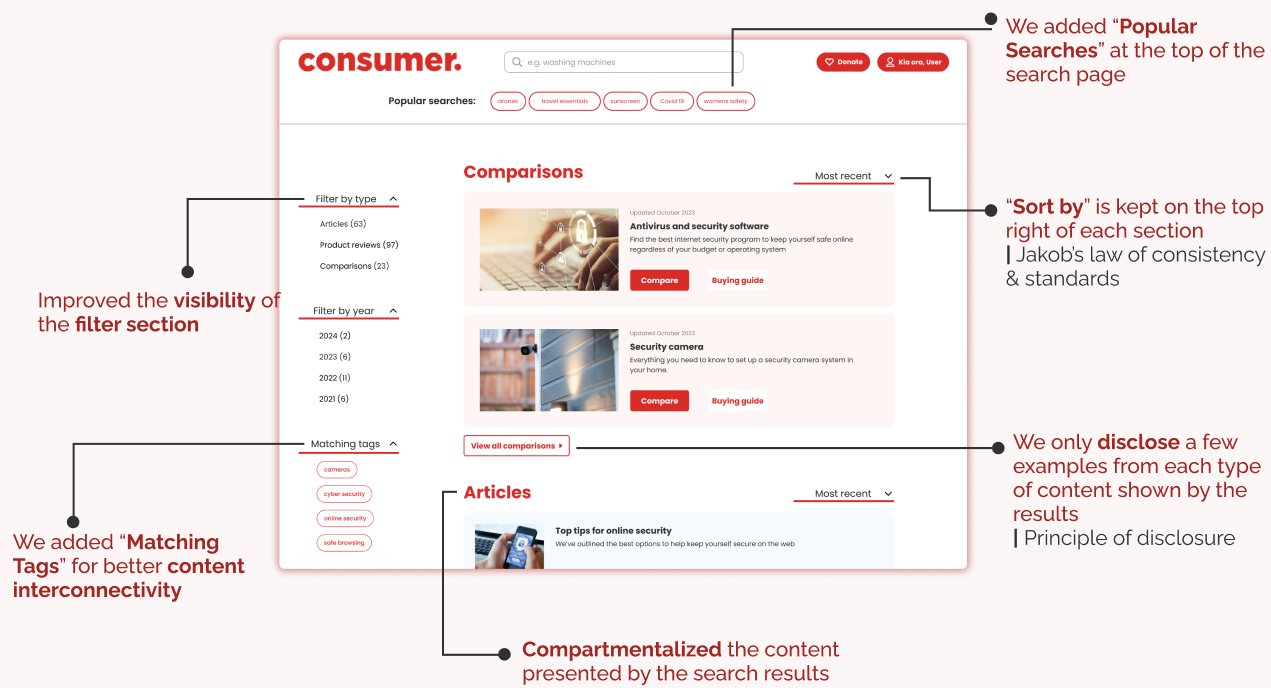 We added “Popular
Searches” at the top of the
search page
consumer.
e.g. washing machines
Donate
Kia ora, User
Popular searches:
drones
travel essentials
sunscreen
Covid 19
womens safety
Comparisons
Most recent
“Sort by” is kept on the top
right of each section
| Jakob’s law of consistency
& standards
Filter by type
Articles (63)
Product reviews (97)
Comparisons (23)
Improved the visibility of
the filter section
Updated October 2023
Antivirus and security software
Find the best internet security program to keep yourself safe online
regardless of your budget or operating system
Compare
Buying guide
Filter by year
2024 (2)
2023 (6)
2022 (11)
2021 (6)
Updated October 2023
Security camera
Everything you need to know to set up a security camera system in
your home.
Compare
Buying guide
Matching tags
cameras
cyber security
online security
safe browsing
View all comparisons
We only disclose a few
examples from each type
of content shown by the
results
| Principle of disclosure
We added “Matching
Tags” for better content
interconnectivity
Articles
Most recent
Top tips for online security
We’ve outlined the best options to help keep yourself secure on the web
Compartmentalized the content
presented by the search results